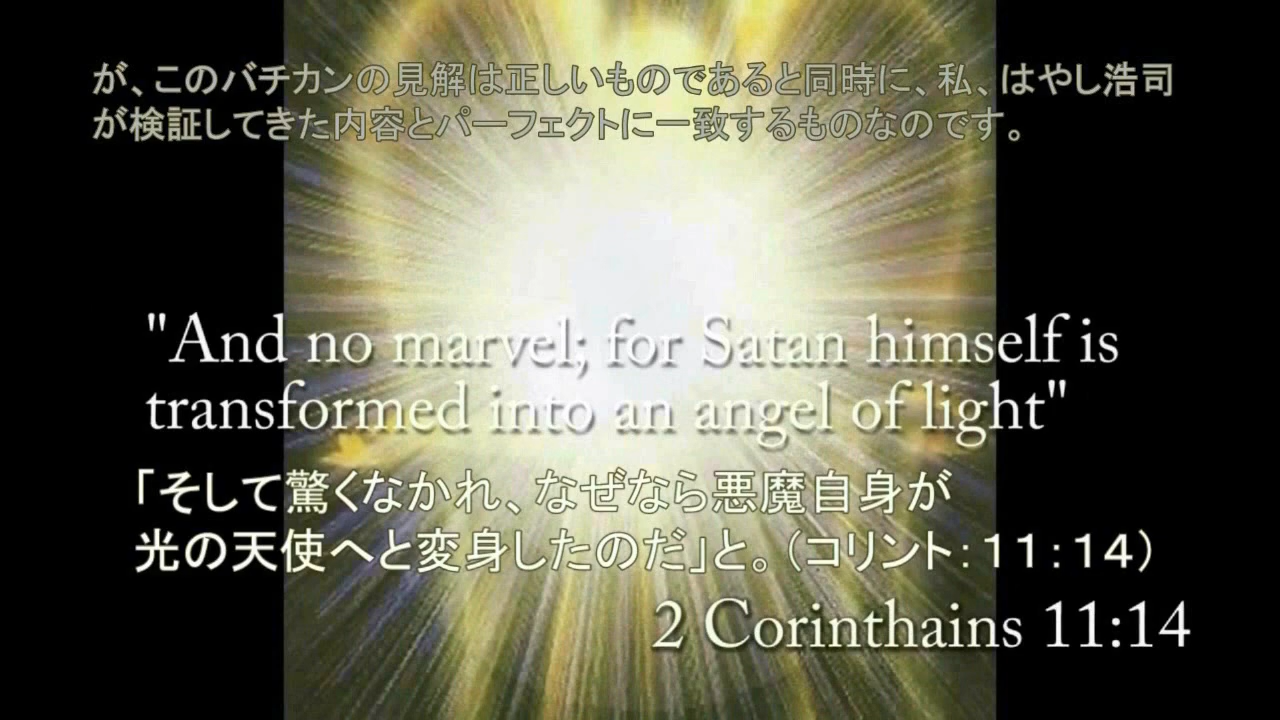 が、このバチカンの見解は正しいものであると同時に、私、はやし浩司
が検証してきた内容とパーフェクトに一致するものなのです。
"And no marvel; for Satan himself is
transformed into an angel of light"
「そして驚くなかれ、なぜなら悪魔自身が
光の天使へと変身したのだ」と。（コリント：１１：１４）
2 Corinthains 11:14